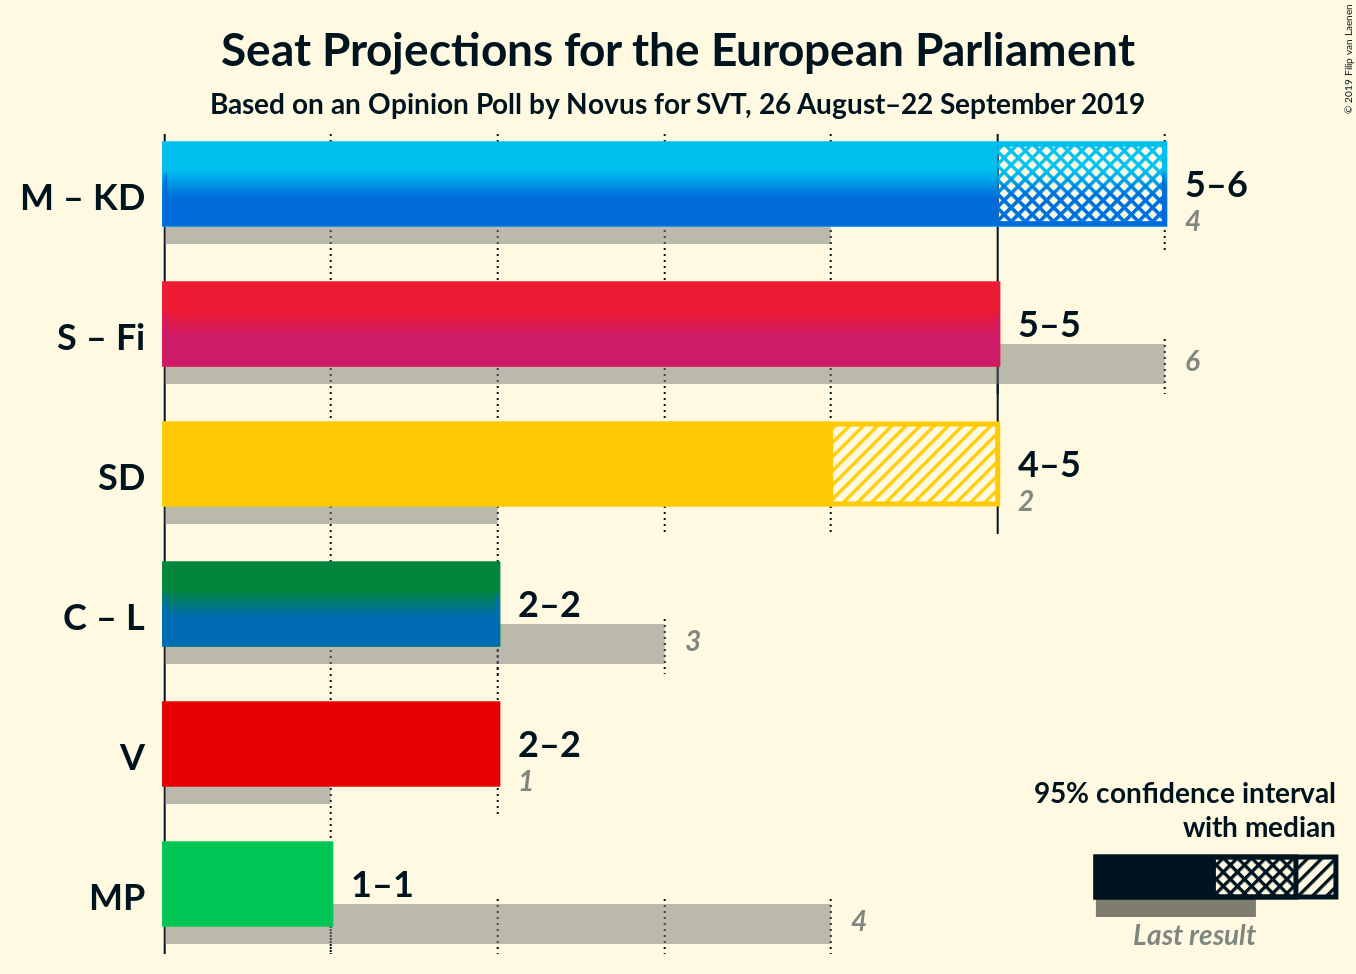 Seat Projections for the European Parliament
Based on an Opinion Poll by Novus for SVT, 26 August–22 September 2019
© 2019 Filip van Laenen
M – KD
5–6
4
S – Fi
5–5
6
SD
4–5
2
C – L
2–2
3
V
2–2
1
MP
1–1
4
95% confidence interval
with median
Last result